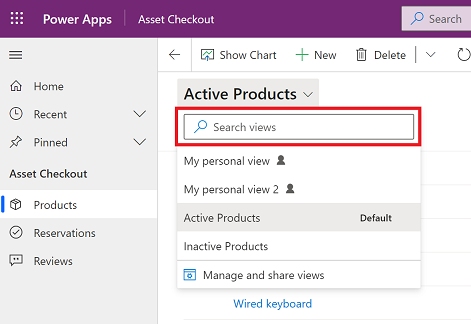 Power Apps Asset Checkout Search
Show Chart New Delete
Home
Active Products
Recent
Search views
Pinned
My personal view
Asset Checkout
My personal view 2
Products
Active Products Default
Reservations
Inactive Products
Reviews
Manage and share views
Wired keyboard